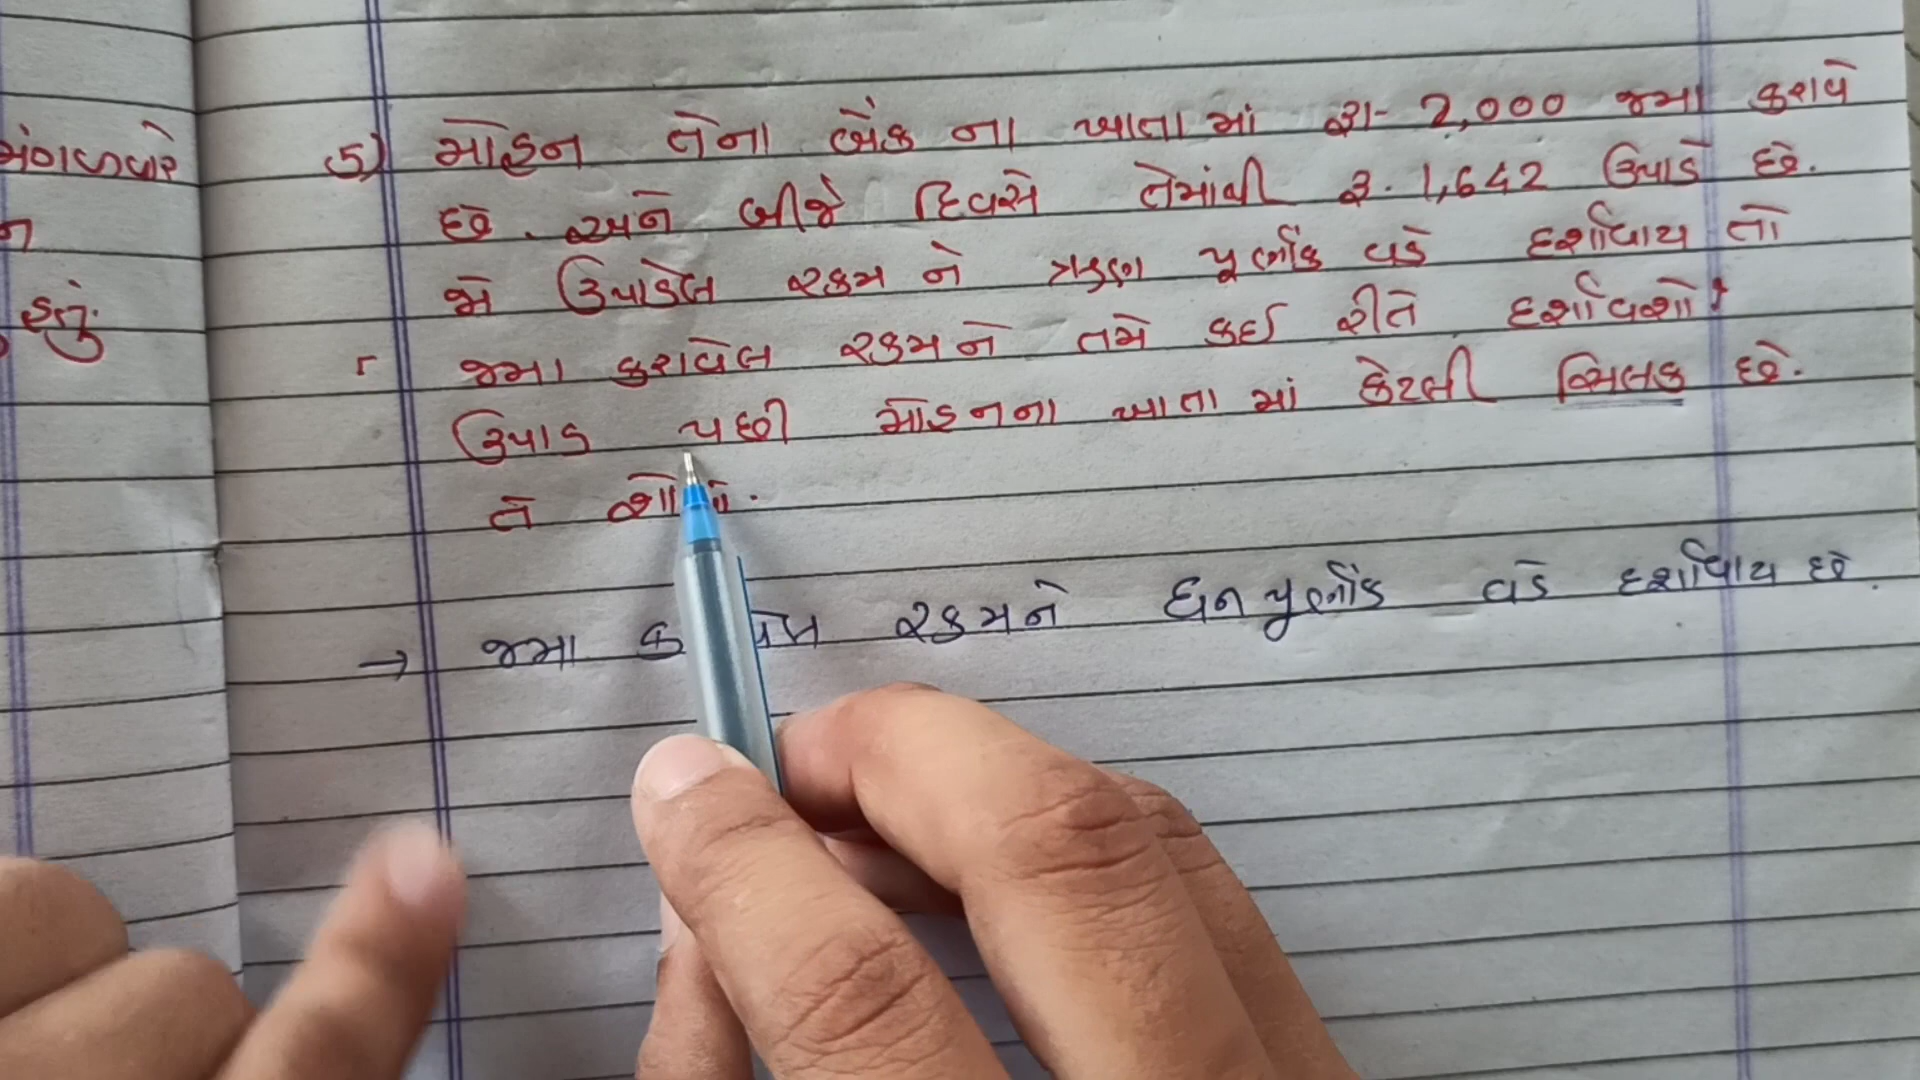 મંગળવારે
ન
હતું.
5) મોહન તેના બેંક ના ખાતા માં રૂા- 2,000 જમા કરાવે
છે. અને બીજે દિવસે તેમાંથી રૂ. 1,642 ઉપાડે છે.
જો ઉપાડેલ રકમ ને ઋણ પૂર્ણાંક વડે દર્શાવાય તો
જમા કરાવેલ રકમને તમે કઈ રીતે દર્શાવશો?
ઉપાડ પછી મોહનના ખાતા માં કેટલી સિલક છે.
તે
→ જમા રકમને ધન પૂર્ણાંક વડે દર્શાવાય છે.